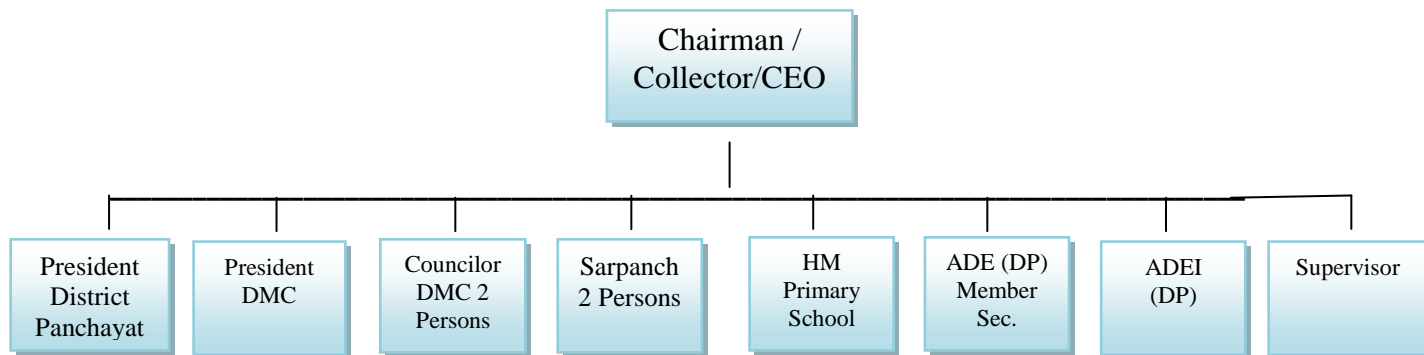 Chairman /
Collector/CEO
President
District
Panchayat
President
DMC
Councilor
DMC 2
Persons
Sarpanch
2 Persons
HM
Primary
School
ADE (DP)
Member
Sec.
ADEI
(DP)
Supervisor